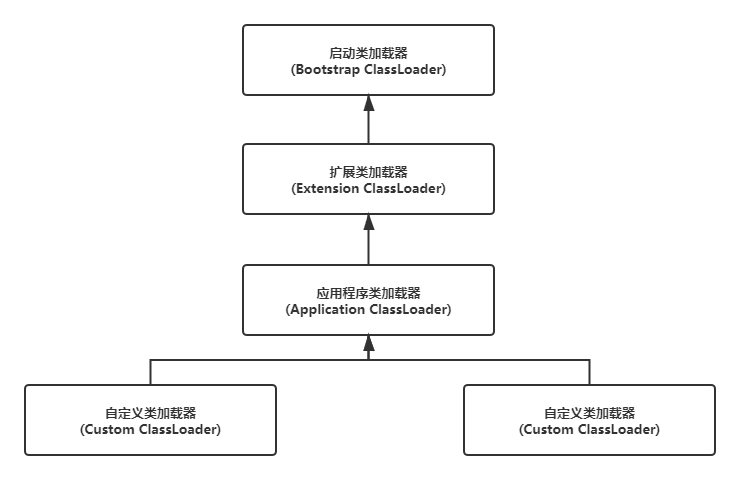 启动类加载器
(Bootstrap ClassLoader)
扩展类加载器
(Extension ClassLoader)
应用程序类加载器
(Application ClassLoader)
自定义类加载器
(Custom ClassLoader)
自定义类加载器
(Custom ClassLoader)